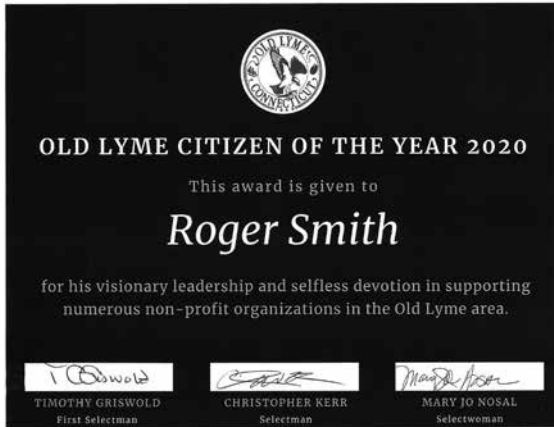 OLD LYME
CONNECTICUT
OLD LYME CITIZEN OF THE YEAR 2020
This award is given to
Roger Smith
for his visionary leadership and selfless devotion in supporting
numerous non-profit organizations in the Old Lyme area.
TIMOTHY GRISWOLD
CHRISTOPHER KERR
MARY JO NOSAL
First Selectman
Selectman
Selectwoman